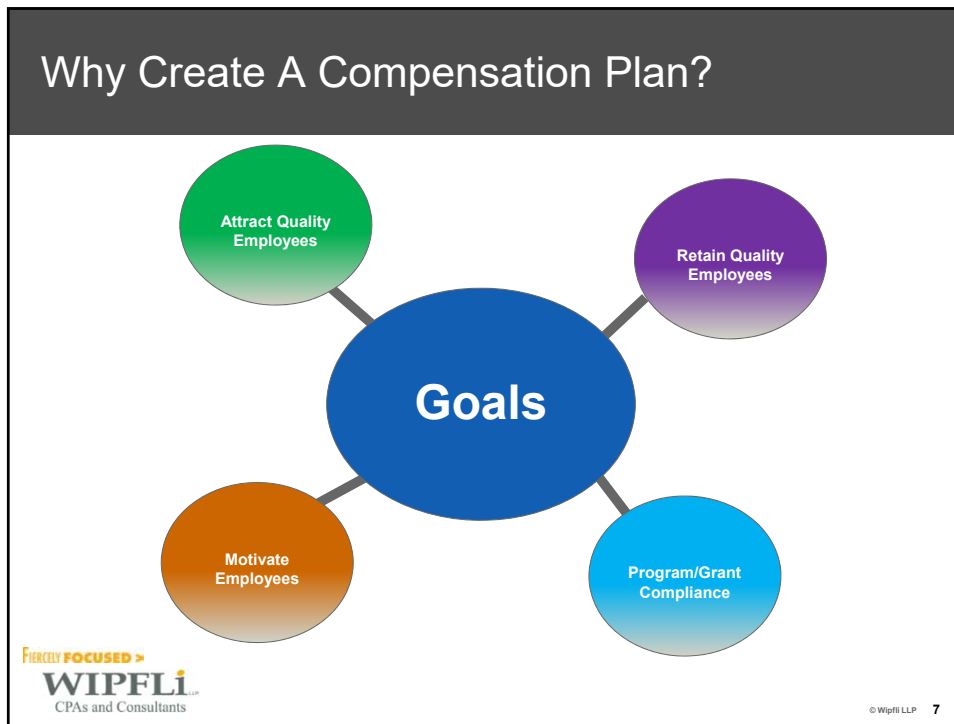 Why Create A Compensation Plan?
Attract Quality
Employees
Retain Quality
Employees
Goals
Motivate
Employees
Program/Grant
Compliance
FIERCELY FOCUSED >
WIPFLi LLP
CPAs and Consultants
© Wipfli LLP 7